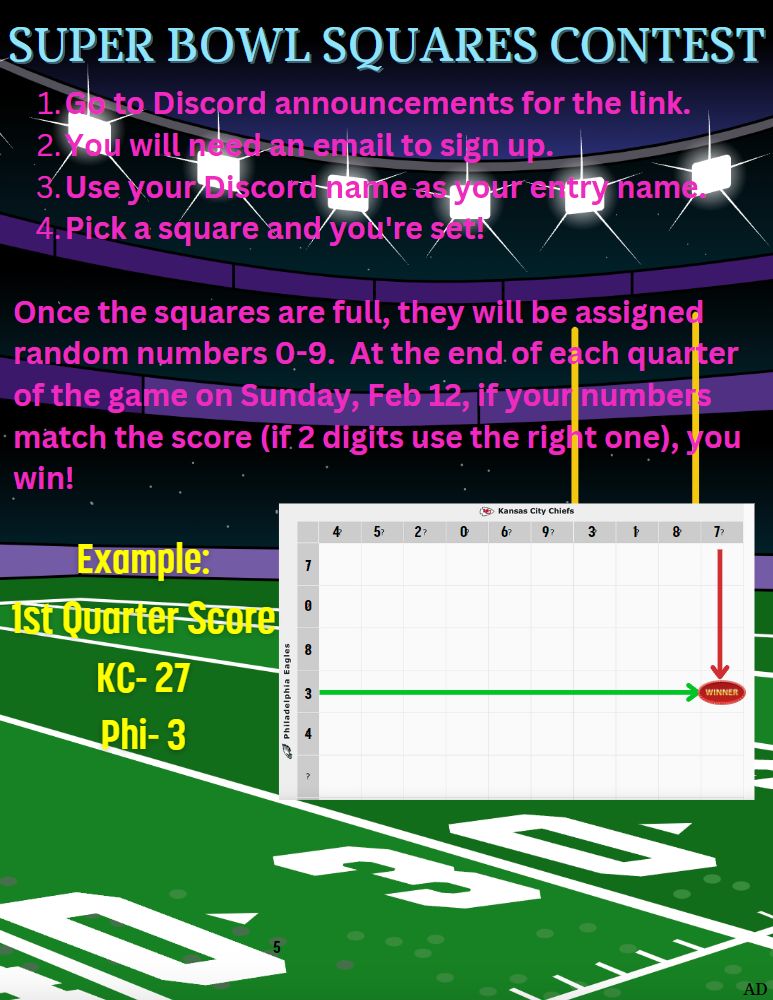 SUPER BOWL SQUARES CONTEST
1. Go to Discord announcements for the link.
2. You will need an email to sign up.
3. Use your Discord name as your entry name.
4. Pick a square and you're set!
Once the squares are full, they will be assigned
random numbers 0-9.  At the end of each quarter
of the game on Sunday, Feb 12, if your numbers
match the score (if 2 digits use the right one), you
win!
Example:
1st Quarter Score
KC- 27
Phi- 3
Kansas City Chiefs
4? 5? 2? 0 6? 9? 3 1 8 7?
Philadelphia Eagles
7
0
8
3
WINNER
4
?
3 0
0
5
AD